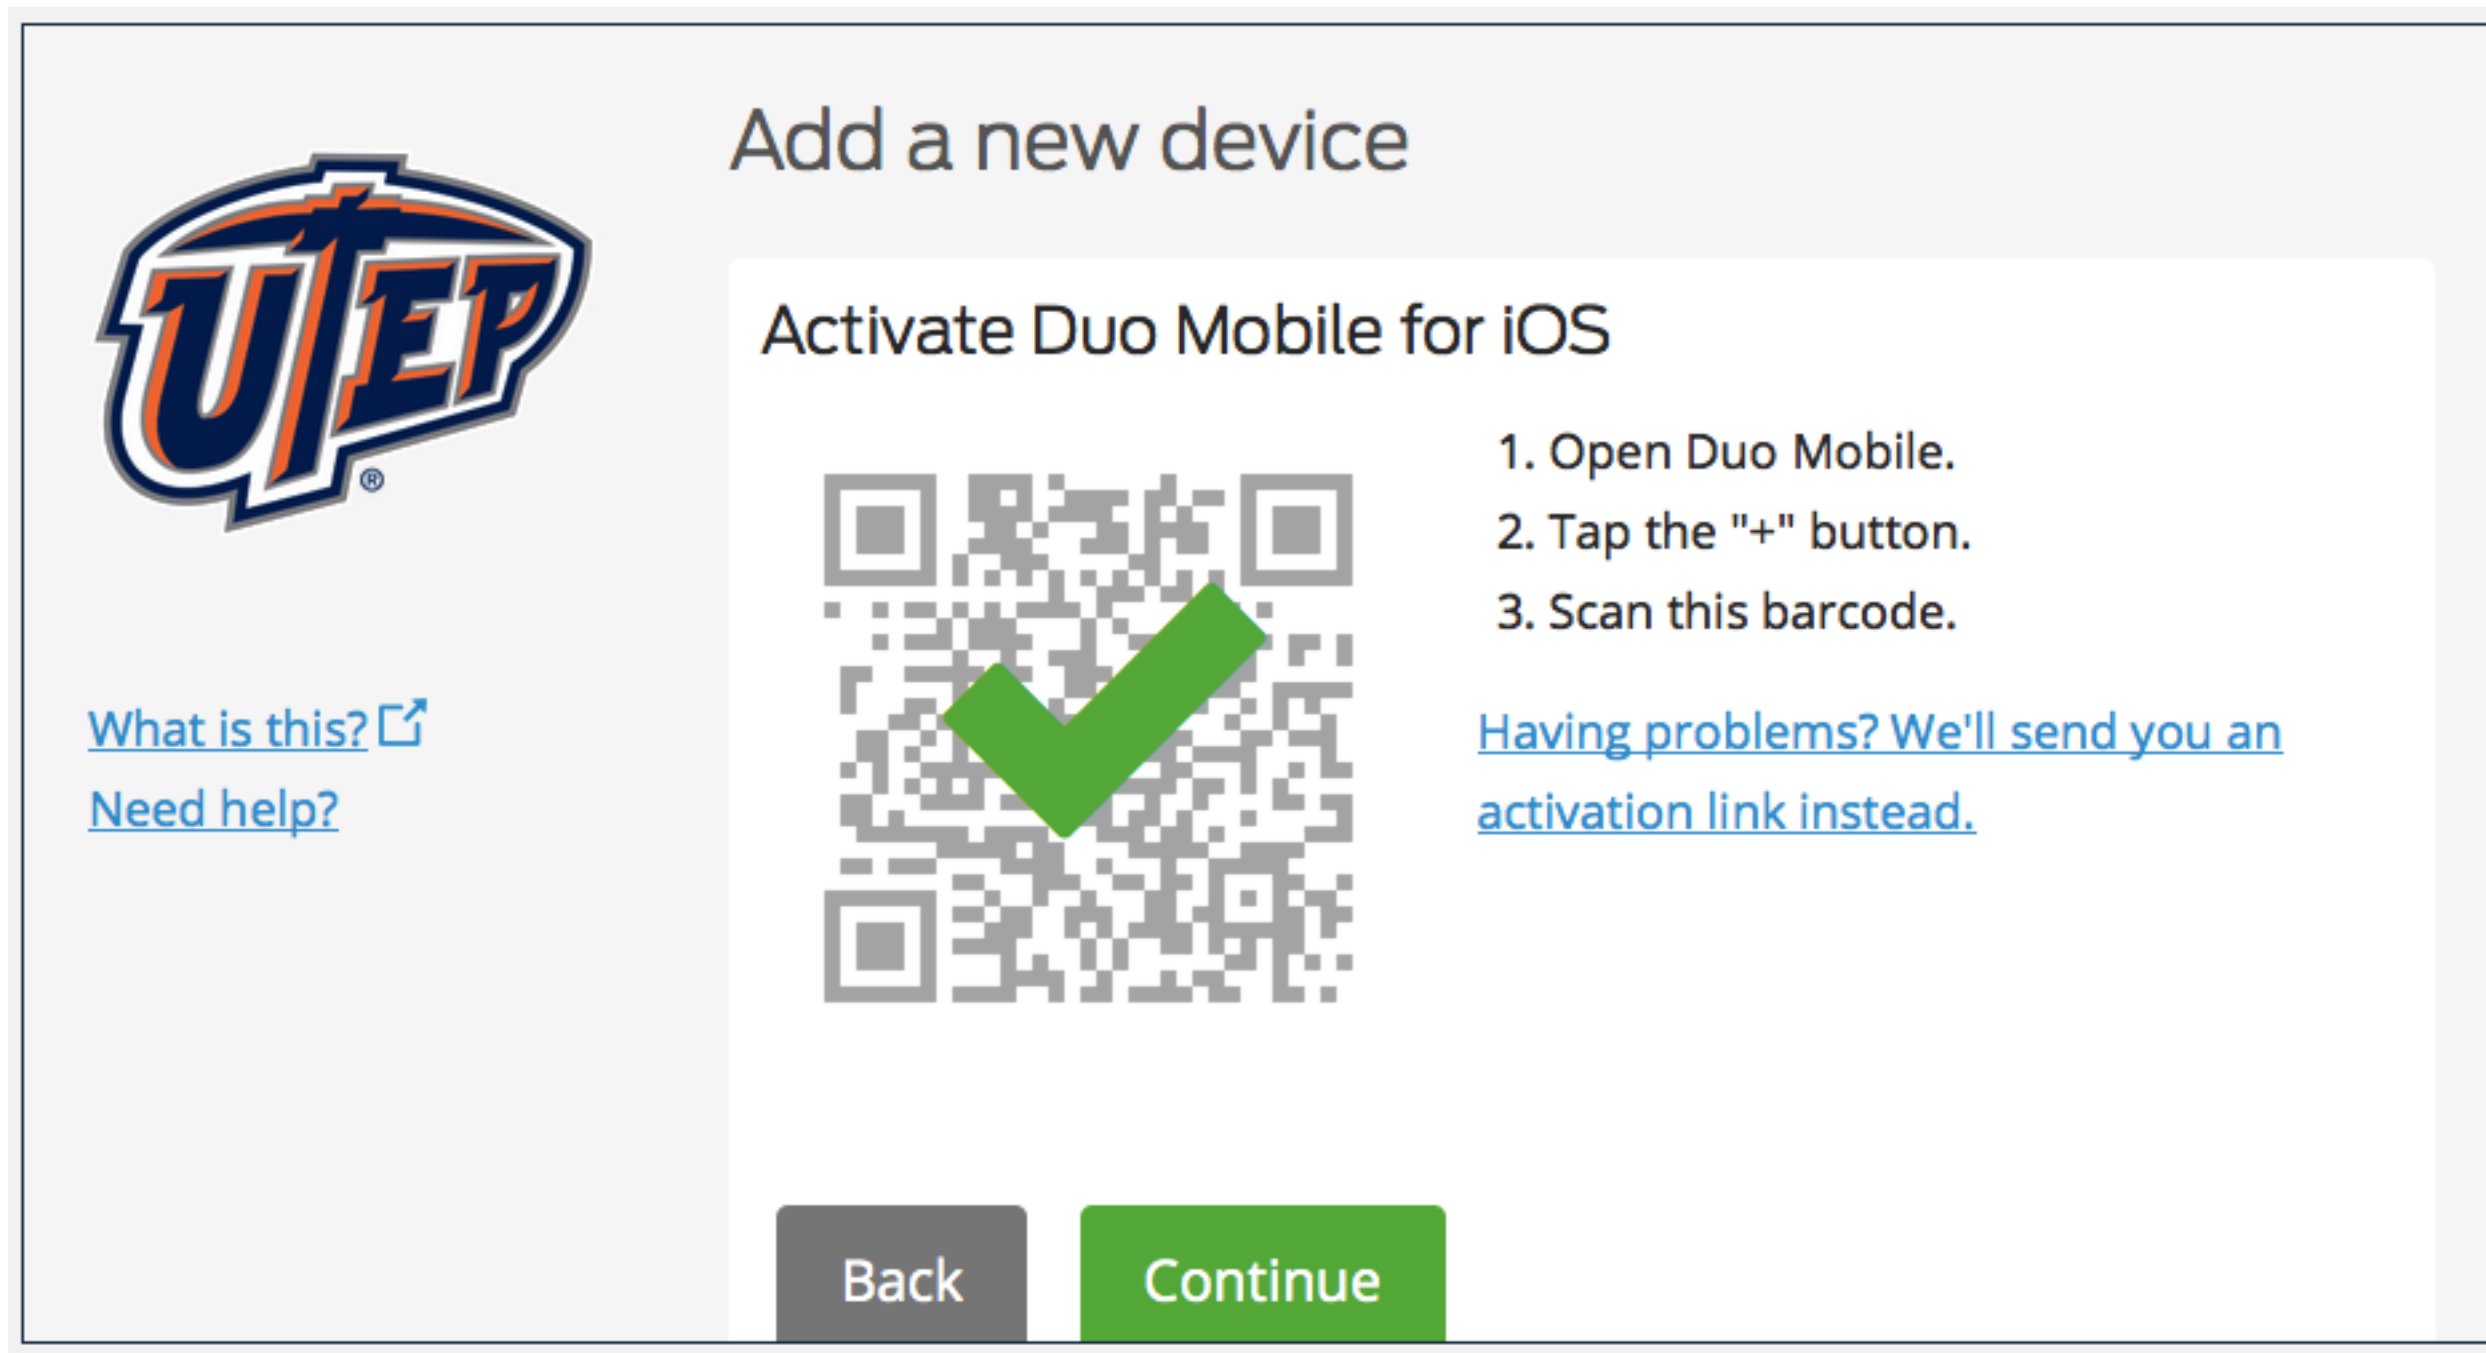 Add a new device
UTEP
®
Activate Duo Mobile for iOS
1. Open Duo Mobile.
2. Tap the "+" button.
3. Scan this barcode.
What is this?
Need help?
Having problems? We'll send you an
activation link instead.
Back
Continue